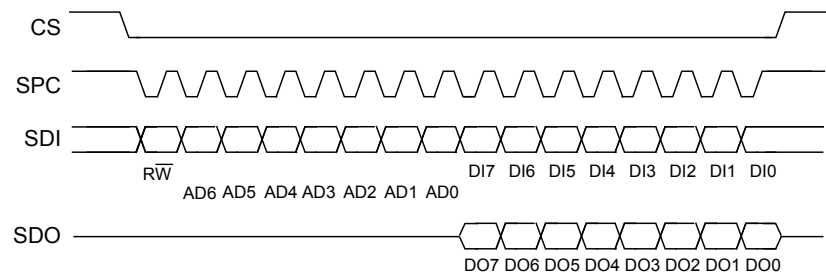 CS
SPC
SDI
RW̅ DI7 DI6 DI5 DI4 DI3 DI2 DI1 DI0
AD6 AD5 AD4 AD3 AD2 AD1 AD0
SDO
DO7 DO6 DO5 DO4 DO3 DO2 DO1 DO0